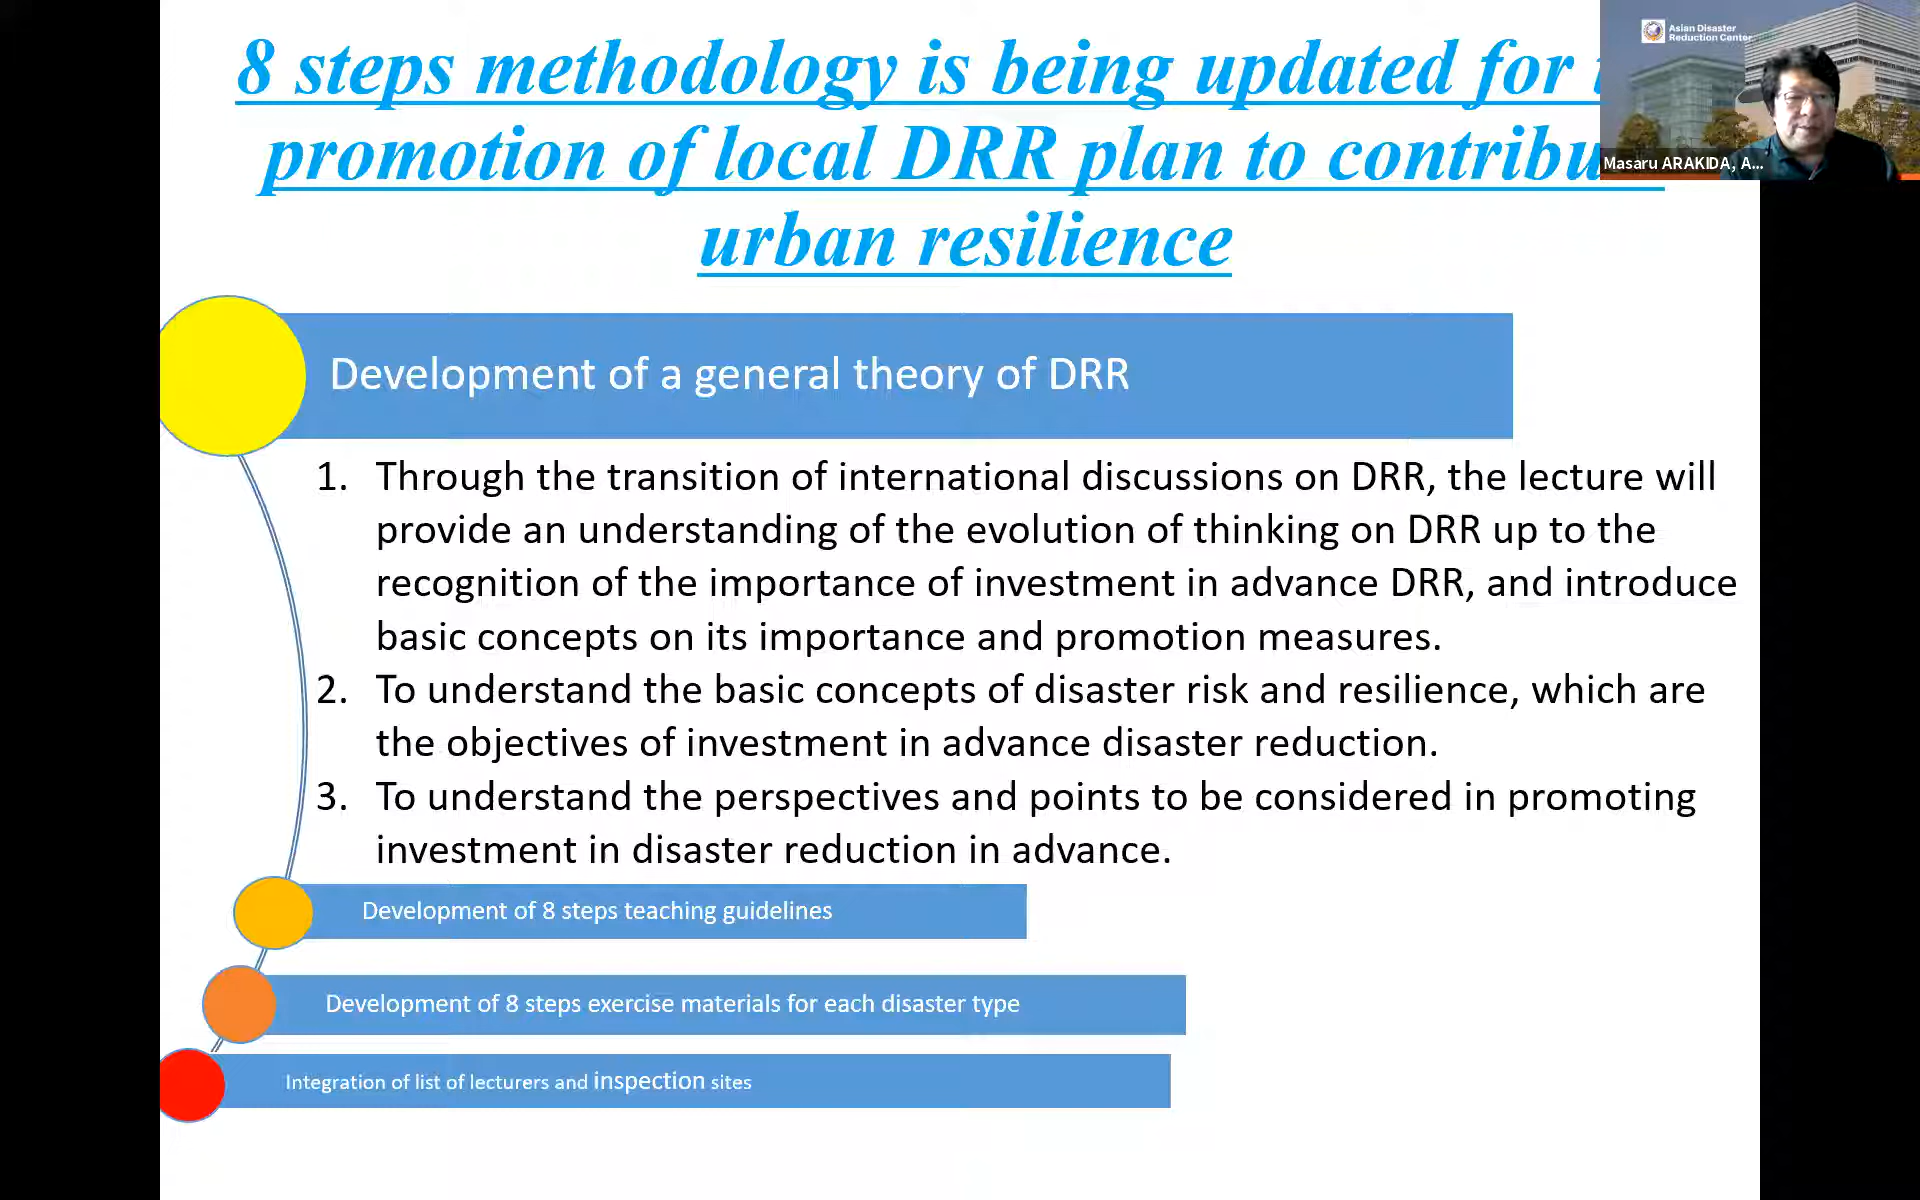 8 steps methodology is being updated for
promotion of local DRR plan to contribu
urban resilience
Asian Disaster
Reduction Center
Masaru ARAKIDA, A...
Development of a general theory of DRR
1. Through the transition of international discussions on DRR, the lecture will
provide an understanding of the evolution of thinking on DRR up to the
recognition of the importance of investment in advance DRR, and introduce
basic concepts on its importance and promotion measures.
2. To understand the basic concepts of disaster risk and resilience, which are
the objectives of investment in advance disaster reduction.
3. To understand the perspectives and points to be considered in promoting
investment in disaster reduction in advance.
Development of 8 steps teaching guidelines
Development of 8 steps exercise materials for each disaster type
Integration of list of lecturers and inspection sites